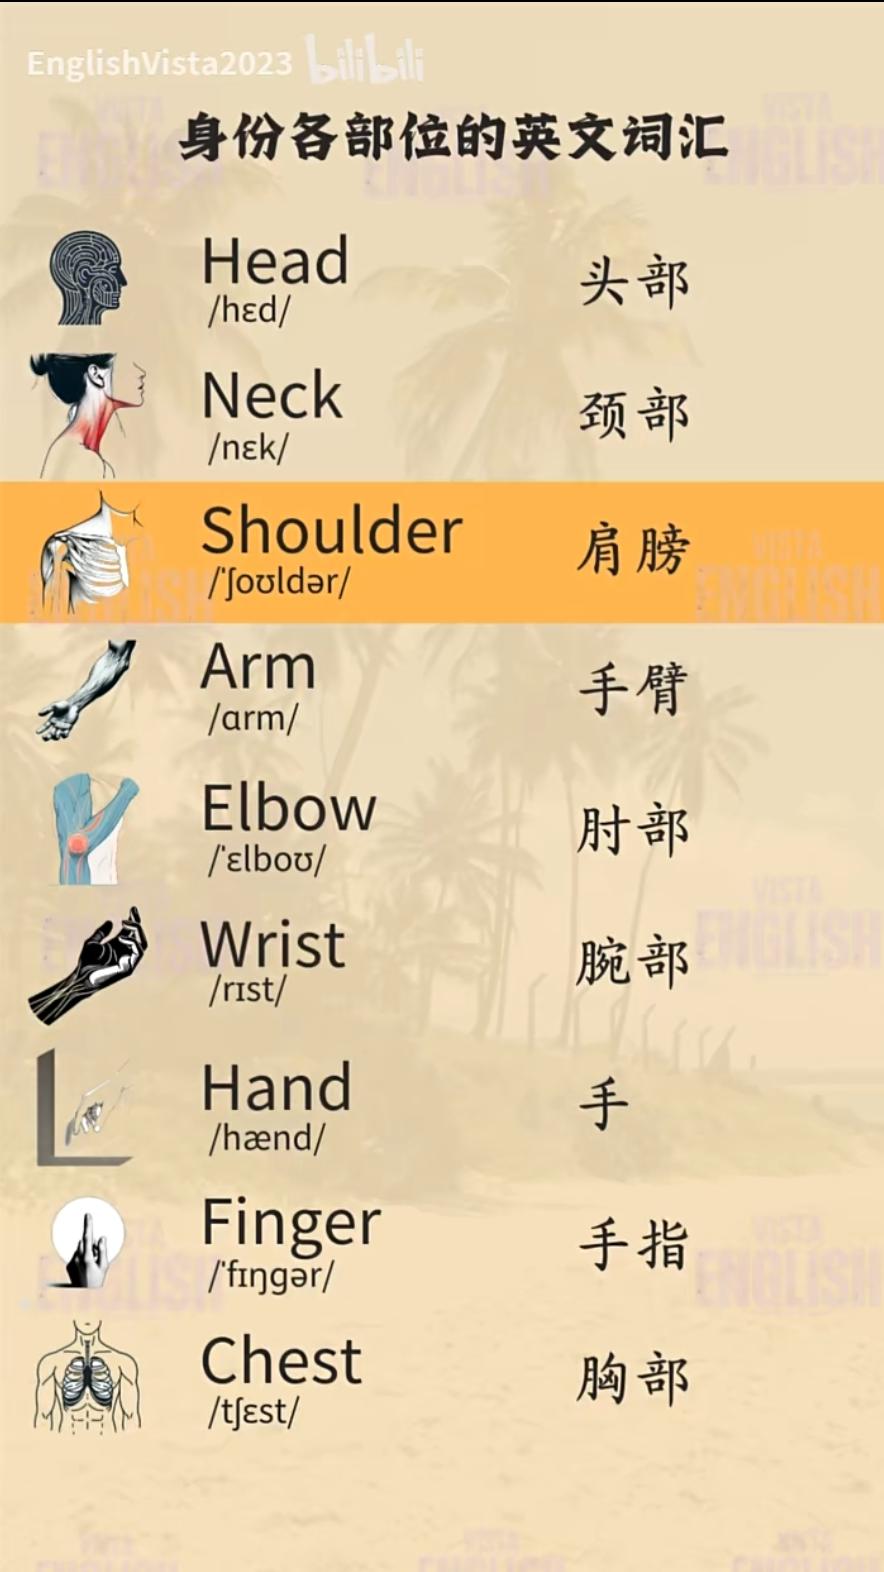 EnglishVista2023 bilibili
身份各部位的英文词汇
Head 头部
/hɛd/
Neck 颈部
/nɛk/
Shoulder 肩膀
/ˈʃoʊldər/
Arm 手臂
/ɑrm/
Elbow 肘部
/ˈɛlboʊ/
Wrist 腕部
/rɪst/
Hand 手
/hænd/
Finger 手指
/ˈfɪŋgər/
Chest 胸部
/tʃɛst/
VISTA
ENGLISH